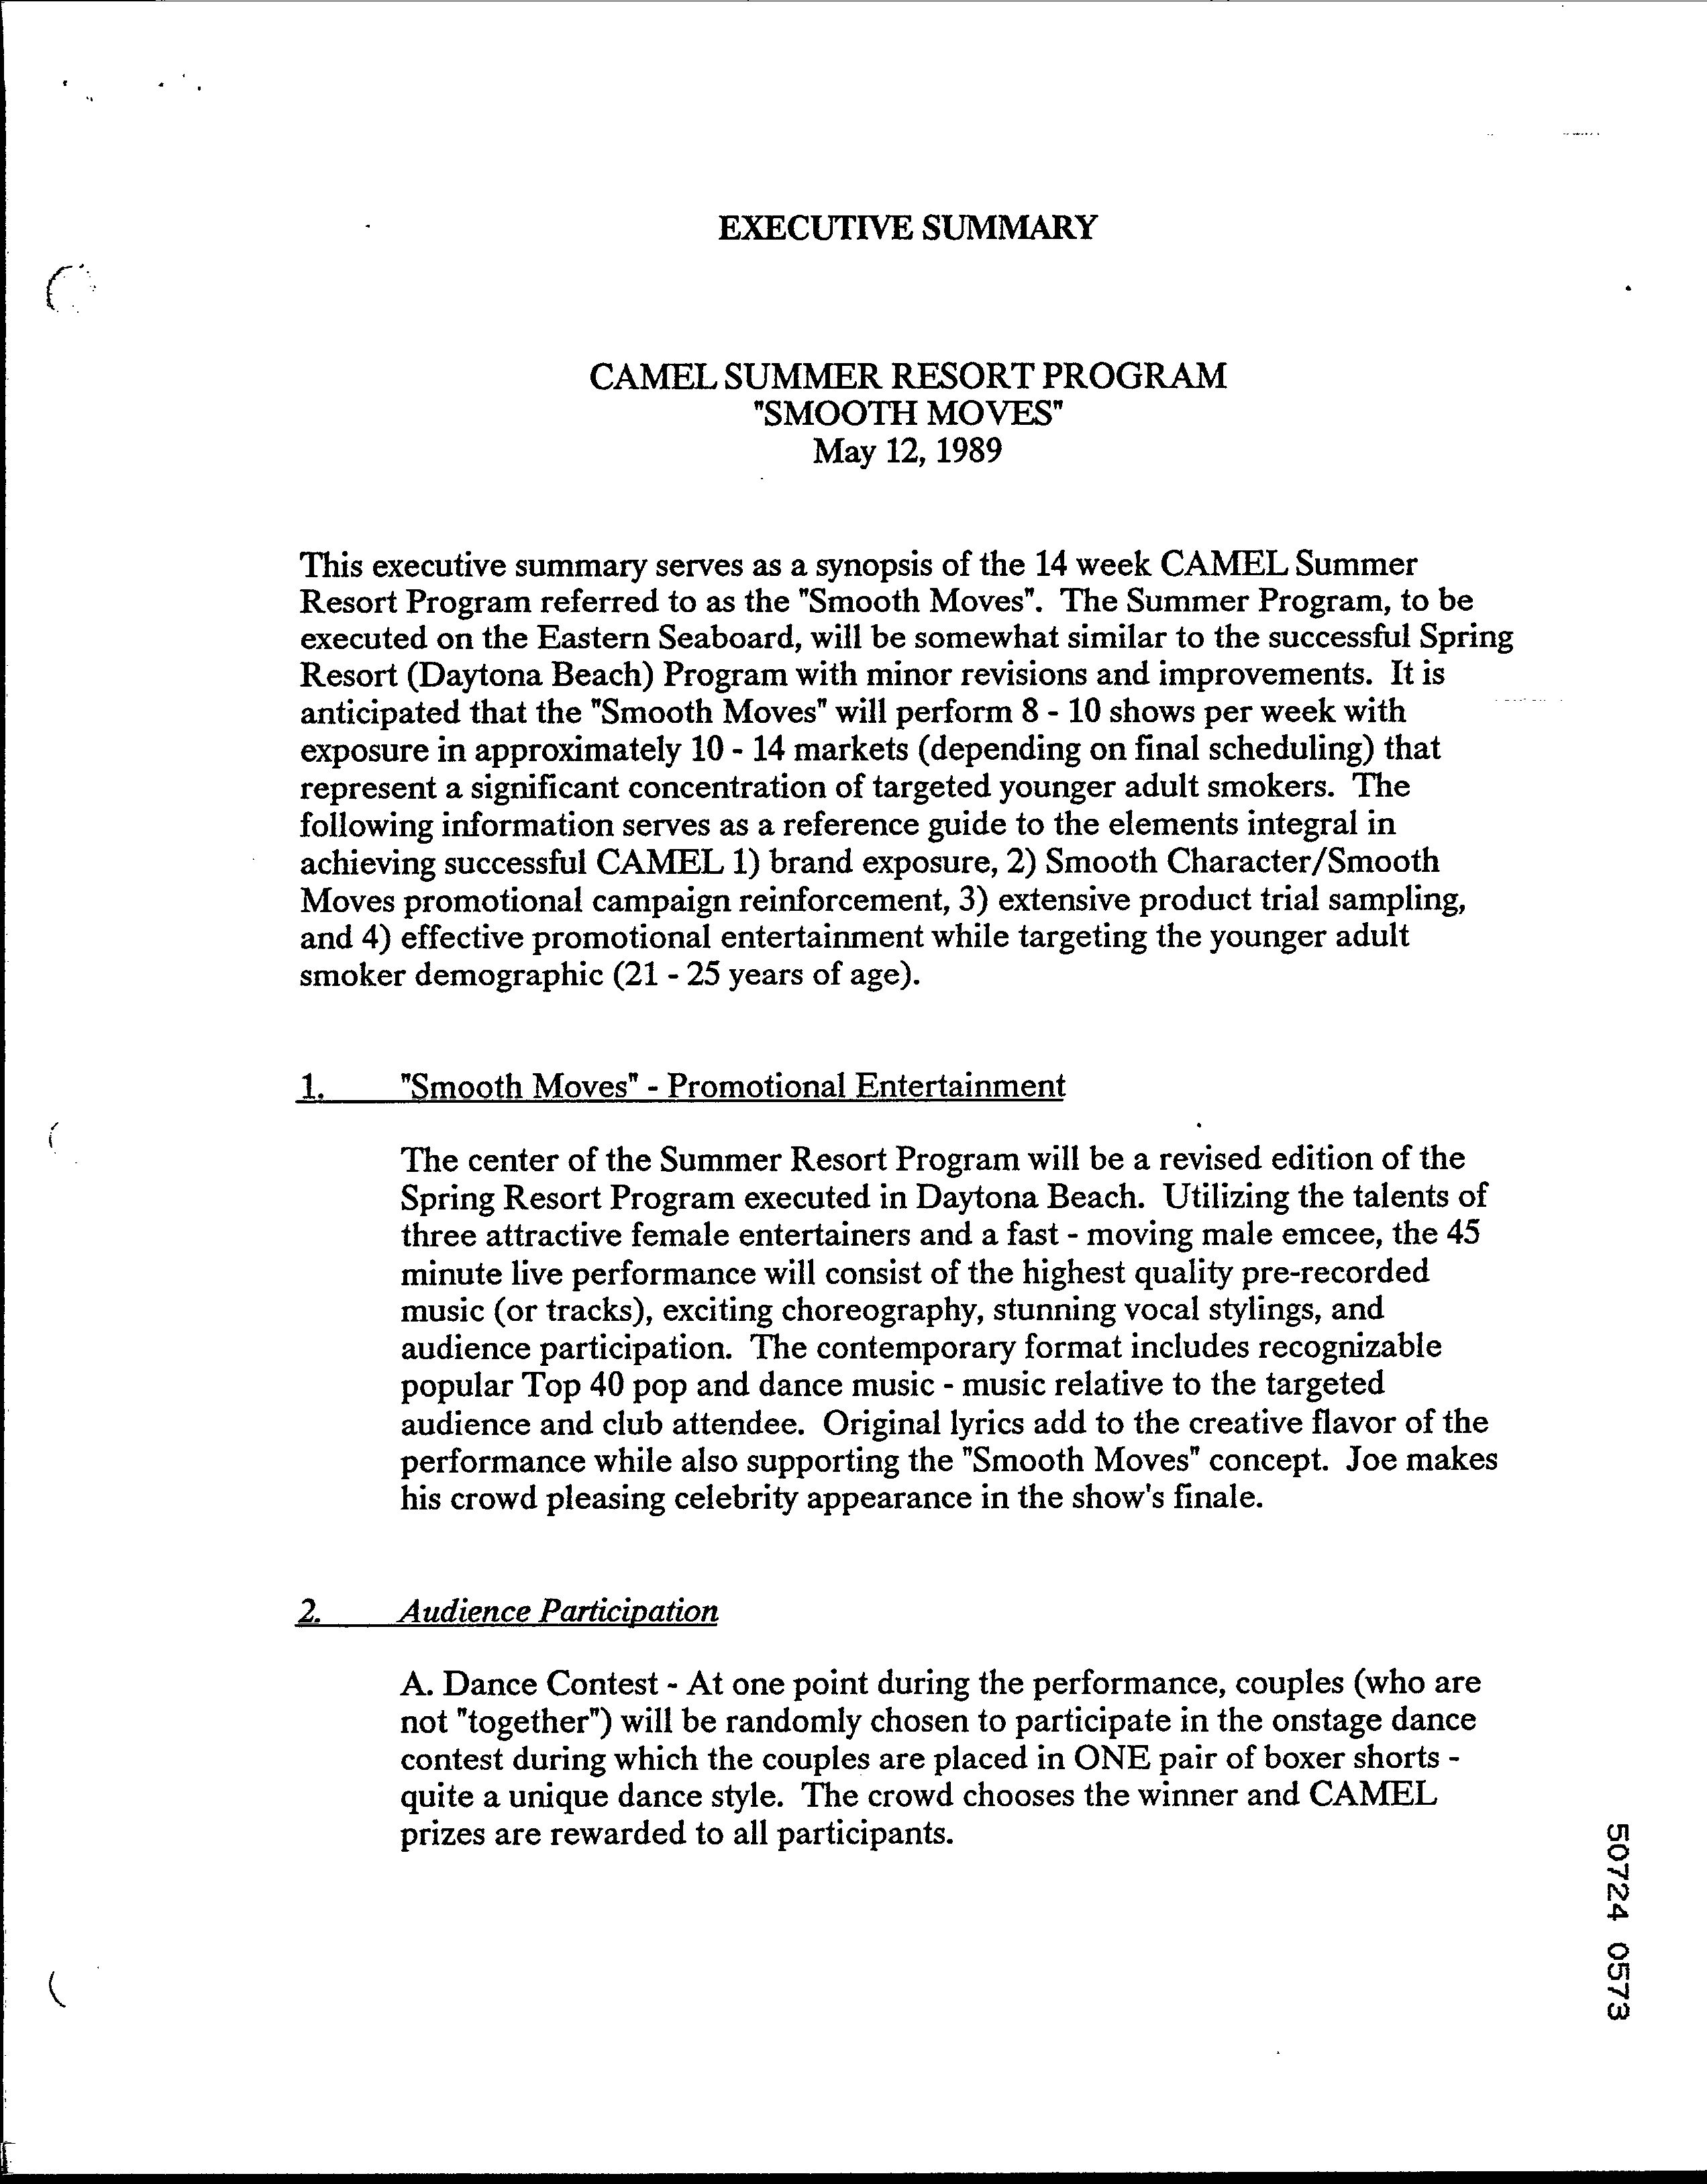 EXECUTIVE SUMMARY
CAMEL SUMMER RESORT PROGRAM
"SMOOTH MOVES"
May 12, 1989
This executive summary serves as a synopsis of the 14 week CAMEL Summer
Resort Program referred to as the "Smooth Moves".  The Summer Program, to be
executed on the Eastern Seaboard, will be somewhat similar to the successful Spring
Resort (Daytona Beach) Program with minor revisions and improvements.  It is
anticipated that the "Smooth Moves" will perform 8 - 10 shows per week with
exposure in approximately 10 - 14 markets (depending on final scheduling) that
represent a significant concentration of targeted younger adult smokers.  The
following information serves as a reference guide to the elements integral in
achieving successful CAMEL 1) brand exposure, 2) Smooth Character/Smooth
Moves promotional campaign reinforcement, 3) extensive product trial sampling,
and 4) effective promotional entertainment while targeting the younger adult
smoker demographic (21 - 25 years of age).
1. "Smooth Moves" - Promotional Entertainment
The center of the Summer Resort Program will be a revised edition of the
Spring Resort Program executed in Daytona Beach.  Utilizing the talents of
three attractive female entertainers and a fast - moving male emcee, the 45
minute live performance will consist of the highest quality pre-recorded
music (or tracks), exciting choreography, stunning vocal stylings, and
audience participation.  The contemporary format includes recognizable
popular Top 40 pop and dance music - music relative to the targeted
audience and club attendee.  Original lyrics add to the creative flavor of the
performance while also supporting the "Smooth Moves" concept.  Joe makes
his crowd pleasing celebrity appearance in the show's finale.
2. Audience Participation
A. Dance Contest - At one point during the performance, couples (who are
not "together") will be randomly chosen to participate in the onstage dance
contest during which the couples are placed in ONE pair of boxer shorts -
quite a unique dance style.  The crowd chooses the winner and CAMEL
prizes are rewarded to all participants.
50724 0573